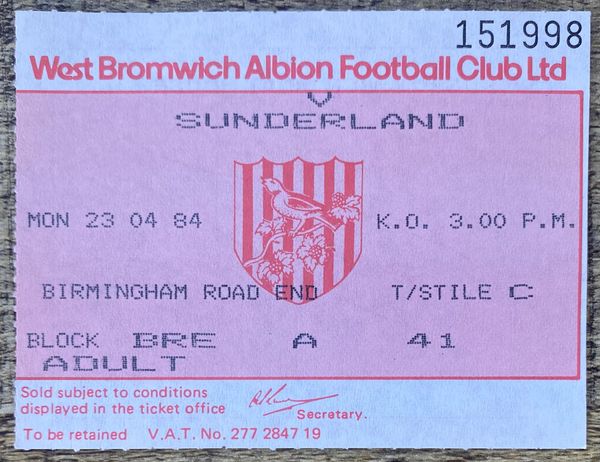 151998
West Bromwich Albion Football Club Ltd
V
SUNDERLAND
MON 23 04 84 K.O. 3.00 P.M.
BIRMINGHAM ROAD END T/STILE C
BLOCK BRE A 41
ADULT
Sold subject to conditions
displayed in the ticket office
Secretary.
To be retained V.A.T. No. 277 2847 19